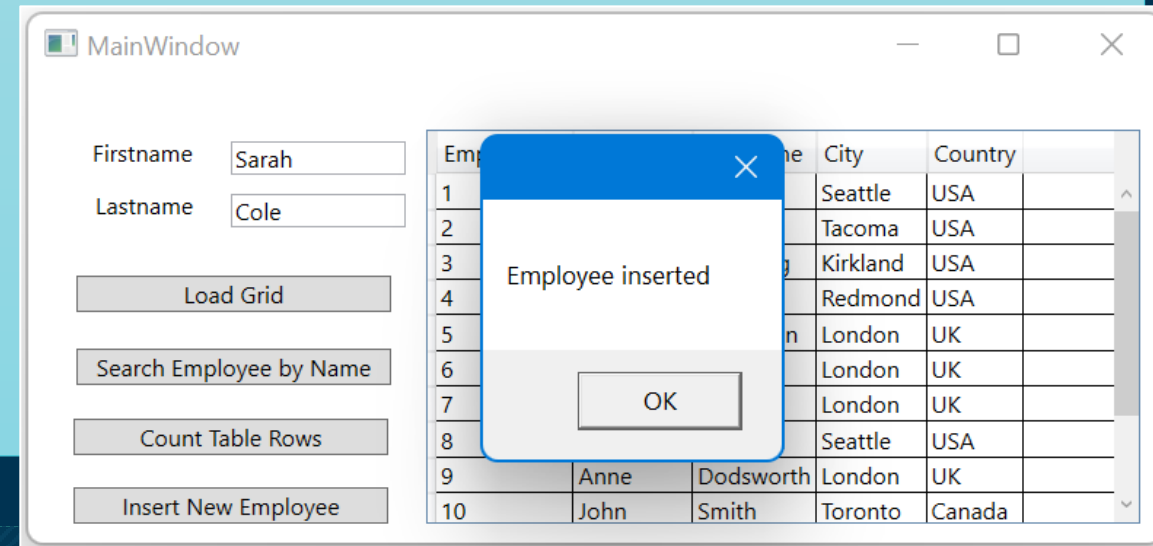 MainWindow
Firstname Sarah
Lastname Cole
Load Grid
Search Employee by Name
Count Table Rows
Insert New Employee
City Country
1 Seattle USA
2 Tacoma USA
3 Kirkland USA
4 Redmond USA
5 London UK
6 London UK
7 London UK
8 Seattle USA
9 Anne Dodsworth London UK
10 John Smith Toronto Canada
Employee inserted
OK